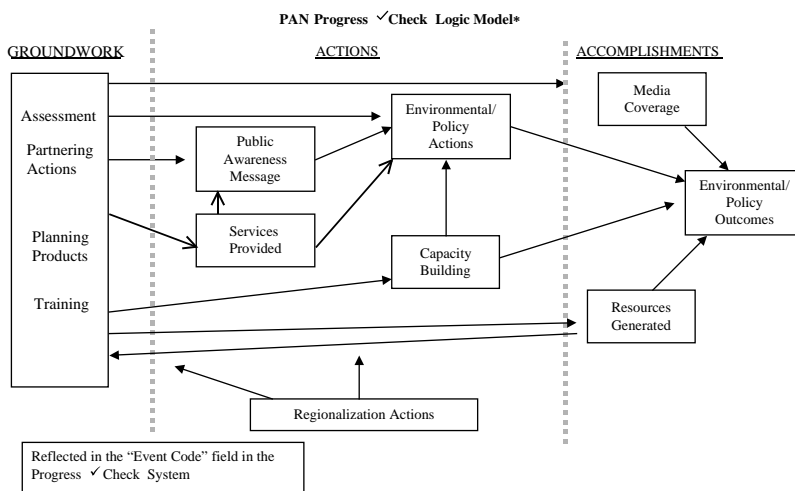 PAN Progress ✓Check Logic Model*
GROUNDWORK
ACTIONS
ACCOMPLISHMENTS
Assessment
Partnering
Actions
Planning
Products
Training
Public
Awareness
Message
Services
Provided
Environmental/
Policy
Actions
Capacity
Building
Media
Coverage
Environmental/
Policy
Outcomes
Resources
Generated
Regionalization Actions
Reflected in the “Event Code” field in the
Progress ✓Check System